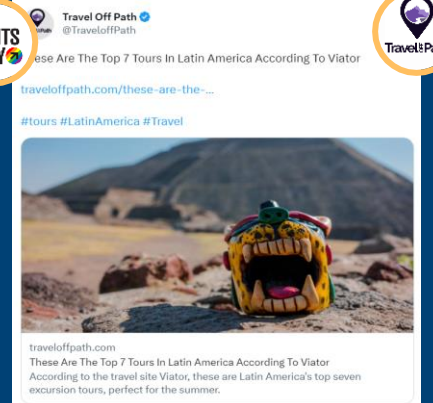 Travel Off Path
@TraveloffPath
These Are The Top 7 Tours In Latin America According To Viator
traveloffpath.com/these-are-the-...
#tours #LatinAmerica #Travel
traveloffpath.com
These Are The Top 7 Tours In Latin America According To Viator
According to the travel site Viator, these are Latin America's top seven
excursion tours, perfect for the summer.